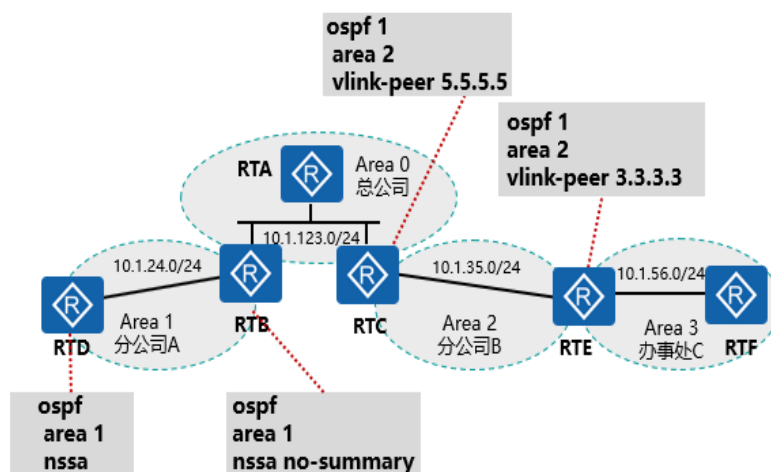 ospf 1
area 2
vlink-peer 5.5.5.5
ospf 1
area 2
vlink-peer 3.3.3.3
RTA
R
Area 0
总公司
10.1.123.0/24
10.1.24.0/24
10.1.35.0/24
10.1.56.0/24
R
R
R
R
R
RTD
Area 1
分公司A
RTB
RTC
Area 2
分公司B
RTE
Area 3
办事处C
RTF
ospf
area 1
nssa
ospf
area 1
nssa no-summary